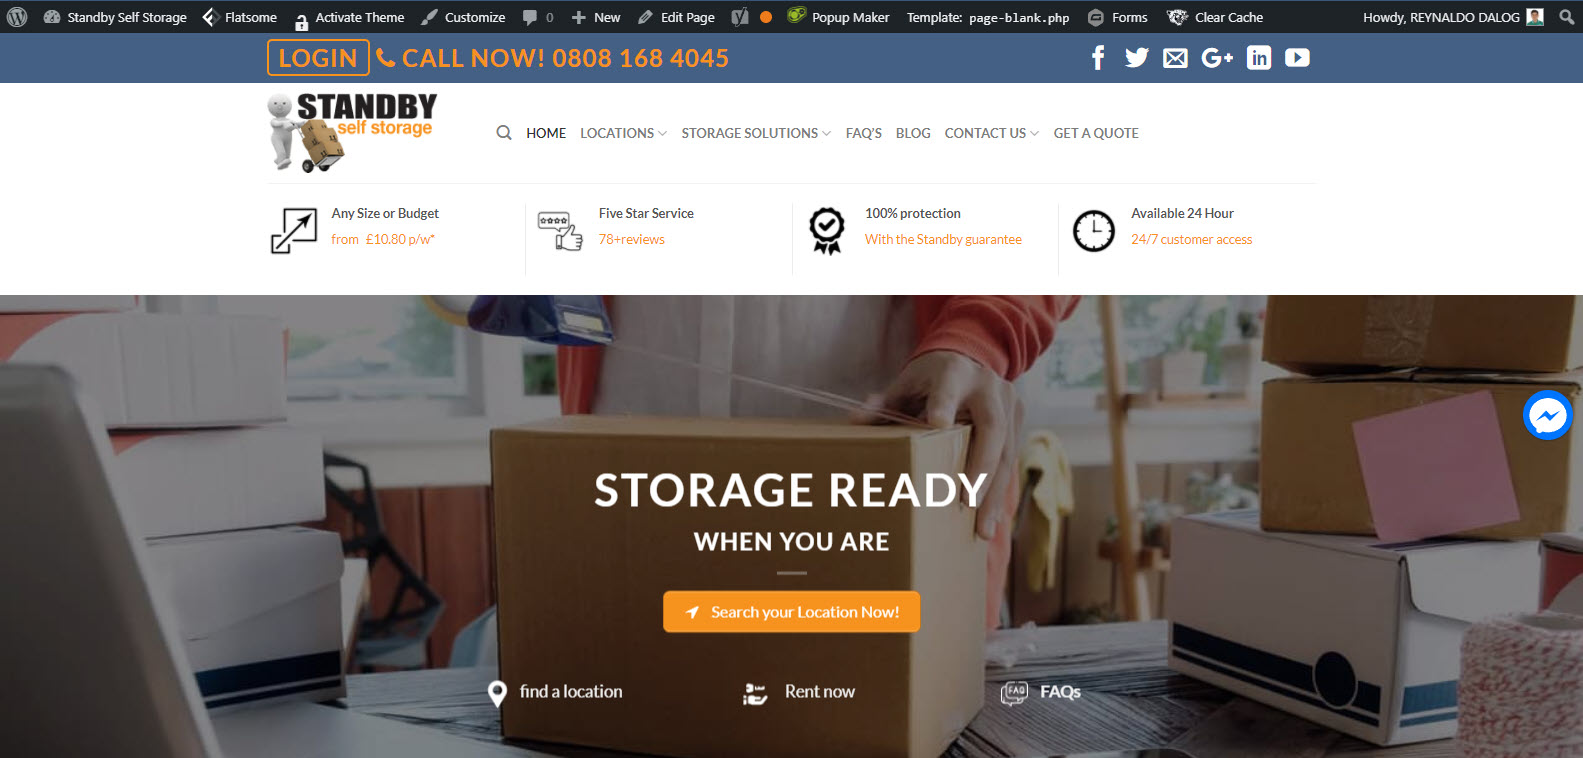 Standby Self Storage Flatsome Activate Theme Customize 0 New Edit Page Popup Maker Template: page-blank.php Forms Clear Cache Howdy, REYNALDO DALOG
LOGIN CALL NOW! 0808 168 4045
STANDBY
self storage
HOME LOCATIONS STORAGE SOLUTIONS FAQ'S BLOG CONTACT US GET A QUOTE
Any Size or Budget
from £10.80 p/w*
Five Star Service
78+reviews
100% protection
With the Standby guarantee
Available 24 Hour
24/7 customer access
STORAGE READY
WHEN YOU ARE
Search your Location Now!
find a location
Rent now
FAQ
FAQs